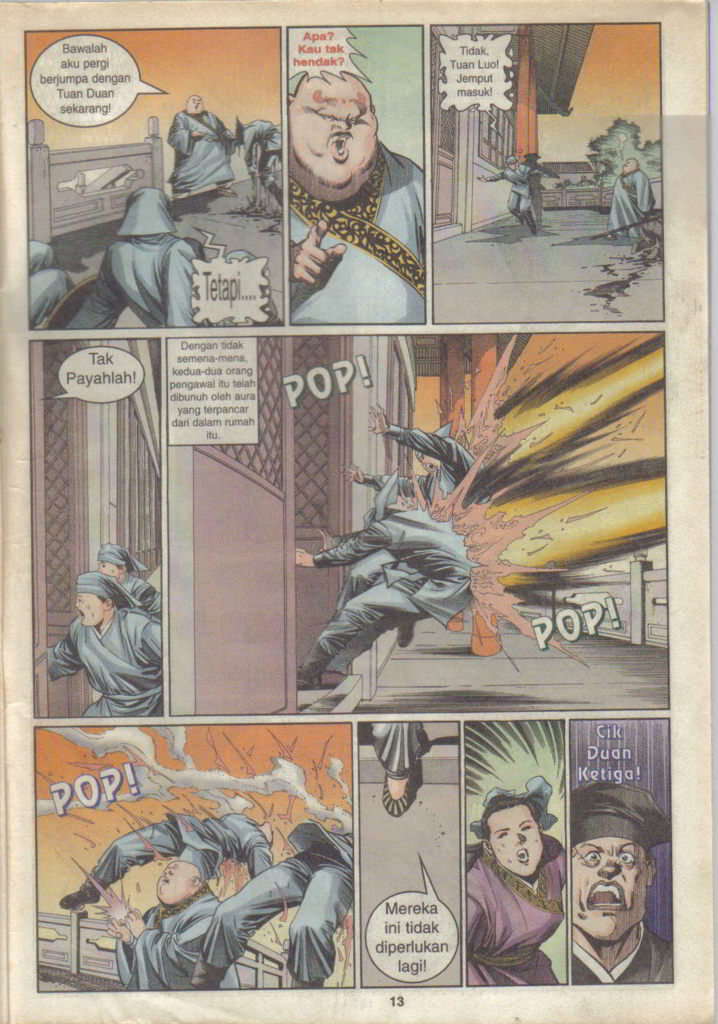 Bawalah
aku pergi
berjumpa dengan
Tuan Duan
sekarang!
Tetapi....
Apa?
Kau tak
hendak?
Tidak,
Tuan Luo!
Jemput
masuk!
Tak
Payahlah!
Dengan tidak
semena-mena,
kedua-dua orang
pengawal itu telah
dibunuh oleh aura
yang terpancar
dari dalam rumah
itu.
POP!
POP!
POP!
Mereka
ini tidak
diperlukan
lagi!
Cik
Duan
Ketiga!
13